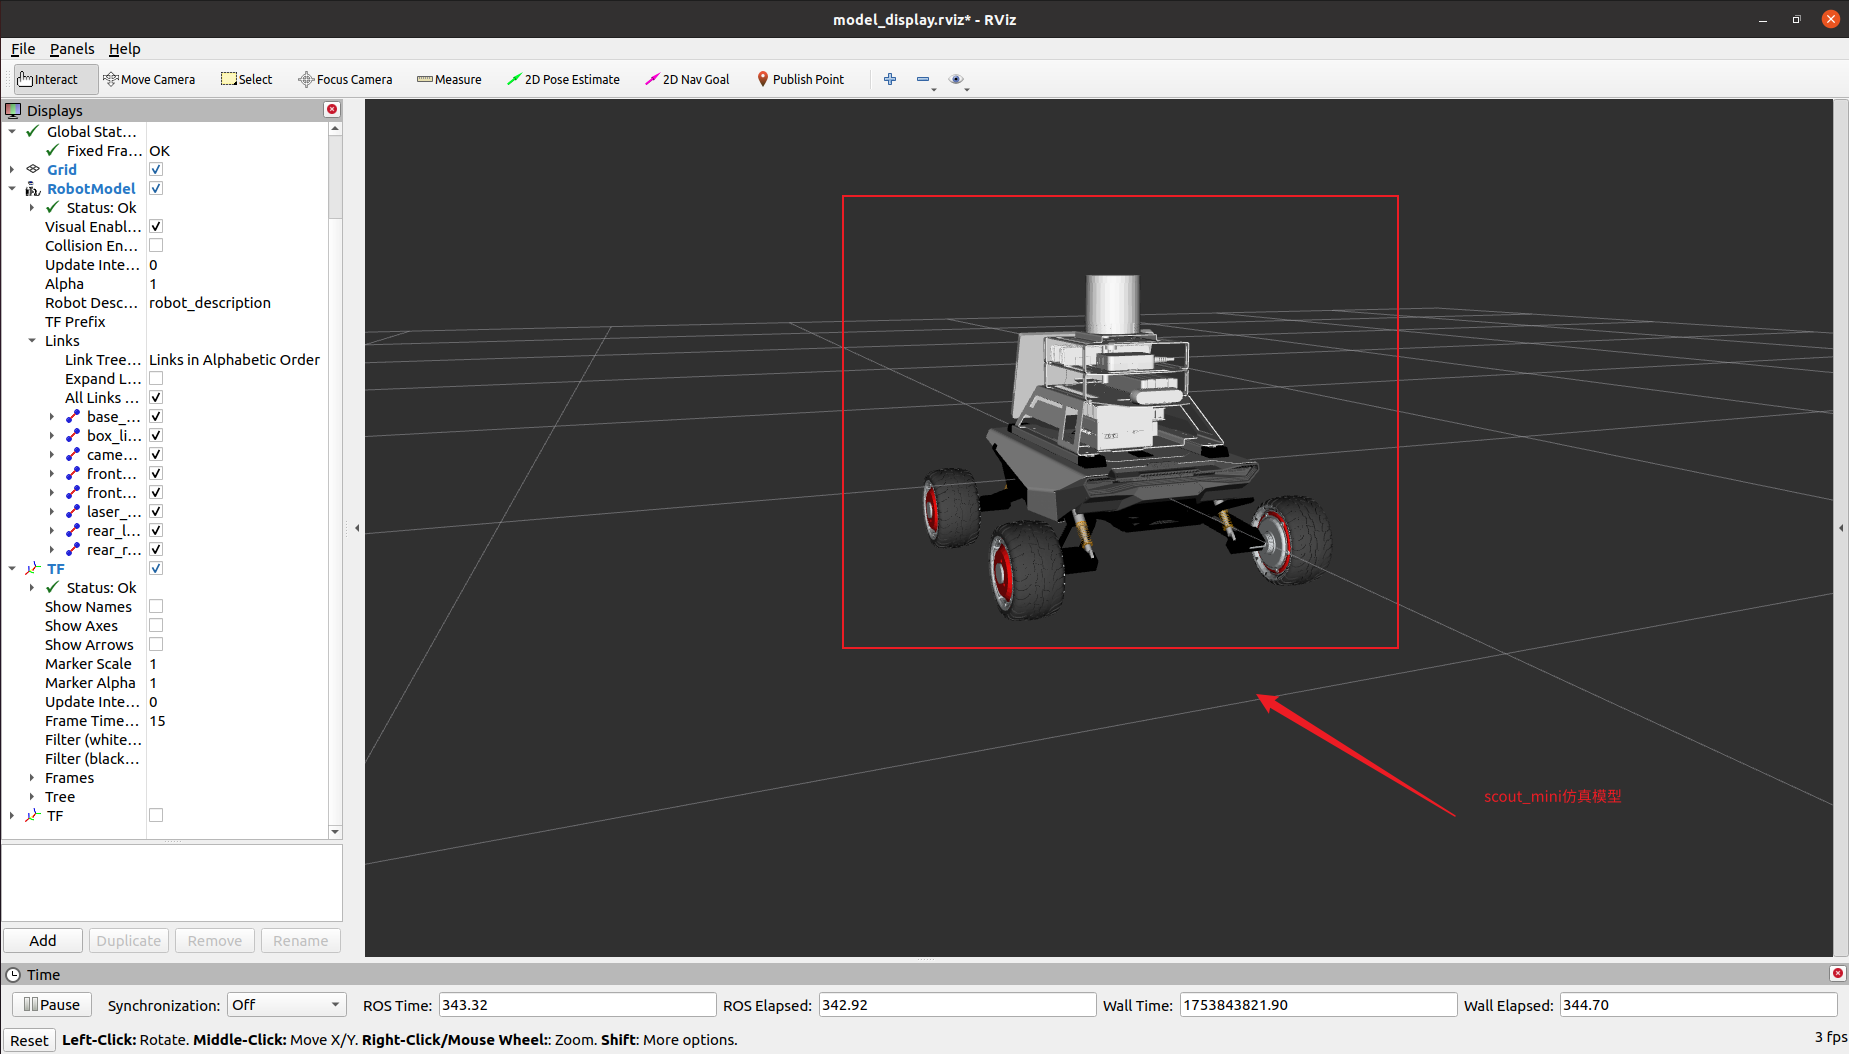 model_display.rviz* - RViz
File Panels Help
Interact Move Camera Select Focus Camera Measure 2D Pose Estimate 2D Nav Goal Publish Point
Displays
Global Stat...
Fixed Fra... OK
Grid
RobotModel
Status: Ok
Visual Enabl...
Collision En...
Update Inte... 0
Alpha 1
Robot Desc... robot_description
TF Prefix
Links
Link Tree... Links in Alphabetic Order
Expand L...
All Links ...
base_...
box_li...
came...
front...
front...
laser_...
rear_l...
rear_r...
TF
Status: Ok
Show Names
Show Axes
Show Arrows
Marker Scale 1
Marker Alpha 1
Update Inte... 0
Frame Time... 15
Filter (white...
Filter (black...
Frames
Tree
TF
scout_mini仿真模型
Add Duplicate Remove Rename
Time
Pause Synchronization: Off ROS Time: 343.32 ROS Elapsed: 342.92 Wall Time: 1753843821.90 Wall Elapsed: 344.70
Reset Left-Click: Rotate. Middle-Click: Move X/Y. Right-Click/Mouse Wheel:: Zoom. Shift: More options. 3 fps